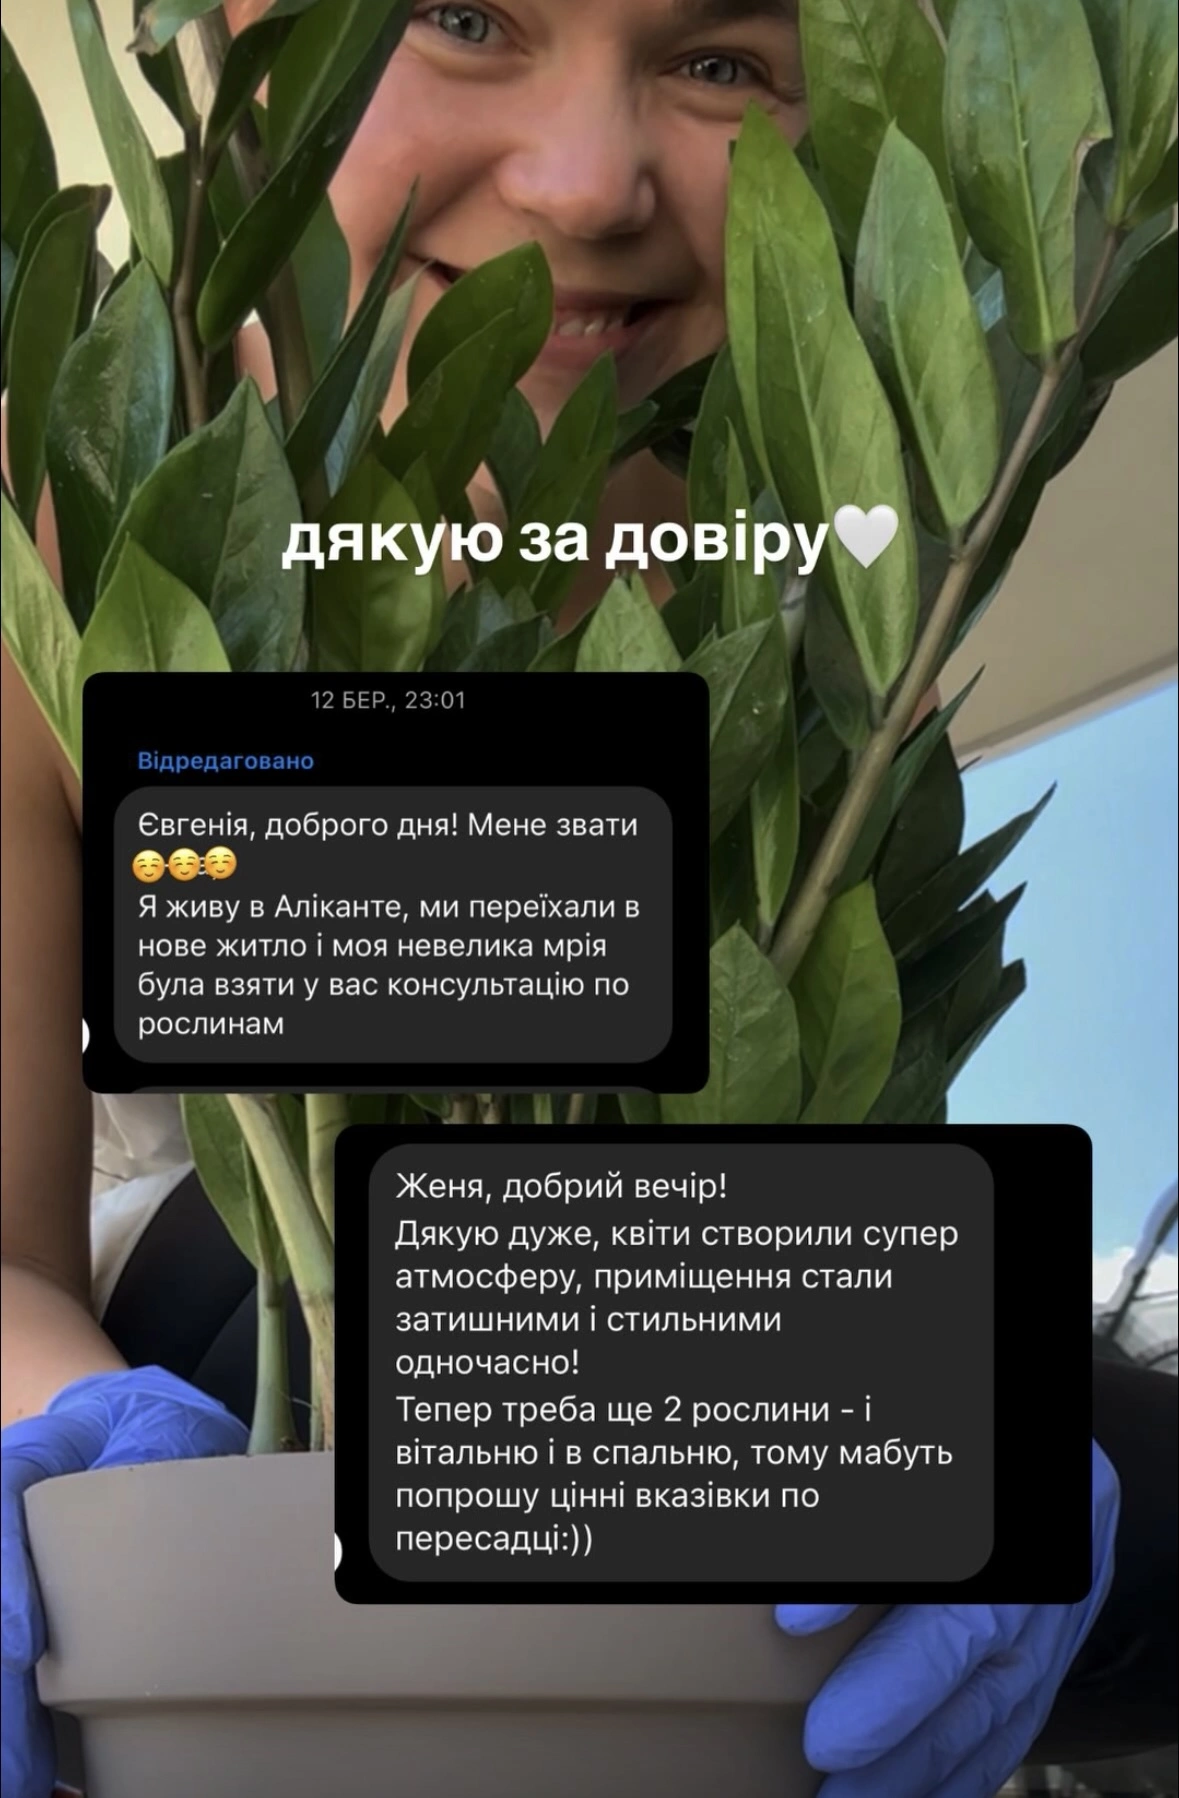 дякую за довіру🤍
12 БЕР., 23:01
Відредаговано
Євгенія, доброго дня! Мене звати
☺️☺️☺️
Я живу в Аліканте, ми переїхали в
нове житло і моя невелика мрія
була взяти у вас консультацію по
рослинам
Женя, добрий вечір!
Дякую дуже, квіти створили супер
атмосферу, приміщення стали
затишними і стильними
одночасно!
Тепер треба ще 2 рослини - і
вітальню і в спальню, тому мабуть
попрошу цінні вказівки по
пересадці:))